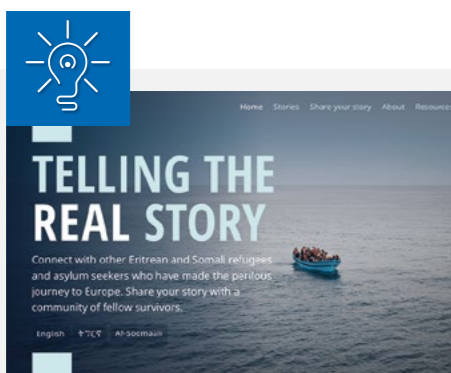 Home Stories Share your story About Resources
TELLING THE
REAL STORY
Connect with other Eritrean and Somali refugees
and asylum seekers who have made the perilous
journey to Europe. Share your story with a
community of fellow survivors.
English ትግርኛ Af-Soomaali